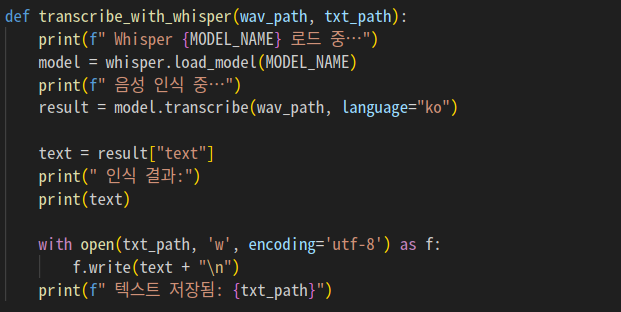 def transcribe_with_whisper(wav_path, txt_path):
    print(f" Whisper {MODEL_NAME} 로드 중…")
    model = whisper.load_model(MODEL_NAME)
    print(f" 음성 인식 중…")
    result = model.transcribe(wav_path, language="ko")

    text = result["text"]
    print(" 인식 결과:")
    print(text)

    with open(txt_path, 'w', encoding='utf-8') as f:
        f.write(text + "\n")
    print(f" 텍스트 저장됨: {txt_path}")